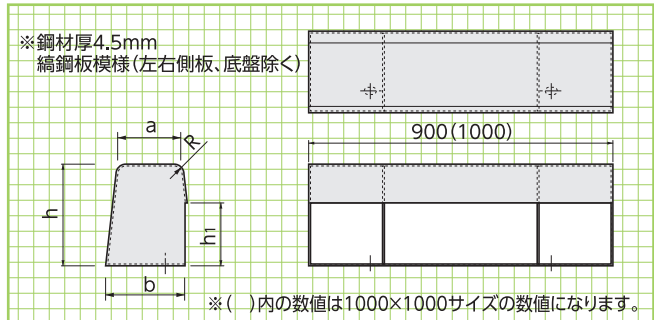 ※鋼材厚4.5mm
縞鋼板模様(左右側板、底盤除く)
900(1000)
a
R
h
h1
b
※( )内の数値は1000×1000サイズの数値になります。